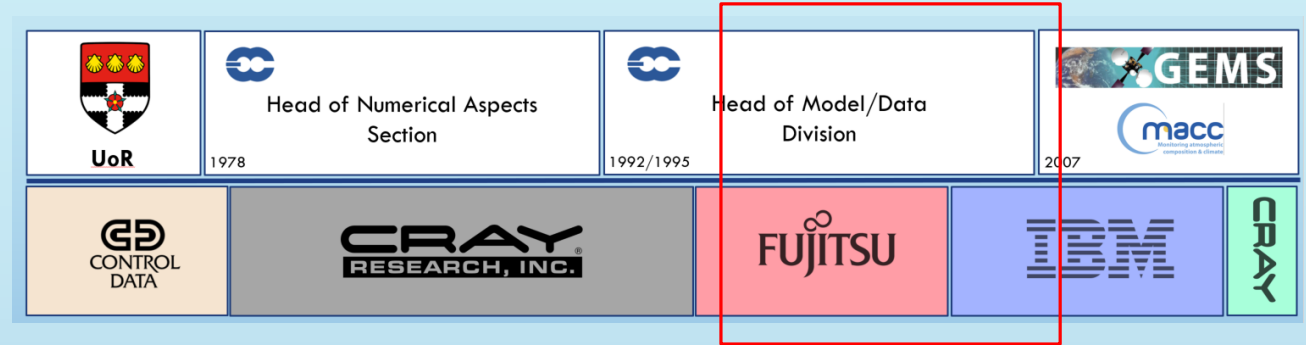 UoR
Head of Numerical Aspects
Section
1978
Head of Model/Data
Division
1992/1995
GEMS
macc
Monitoring atmospheric
composition & climate
2007
CONTROL
DATA
CRAY
RESEARCH, INC.
FUJITSU
IBM
CRAY